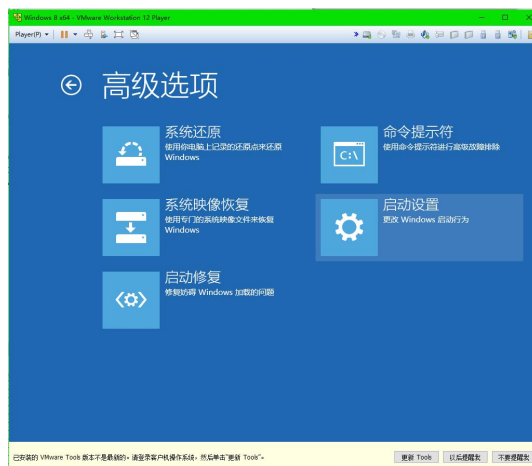 Windows 8 x64 - VMware Workstation 12 Player
Player(P)
高级选项
系统还原
使用你电脑上记录的还原点来还原
Windows
命令提示符
使用命令提示符进行高级故障排除
C:\
系统映像恢复
使用专门的系统映像文件来恢复
Windows
启动设置
更改 Windows 启动行为
启动修复
修复妨碍 Windows 加载的问题
已安装的 VMware Tools 版本不是最新的。请登录客户机操作系统，然后单击"更新 Tools"。
更新 Tools
以后提醒我
不要提醒我